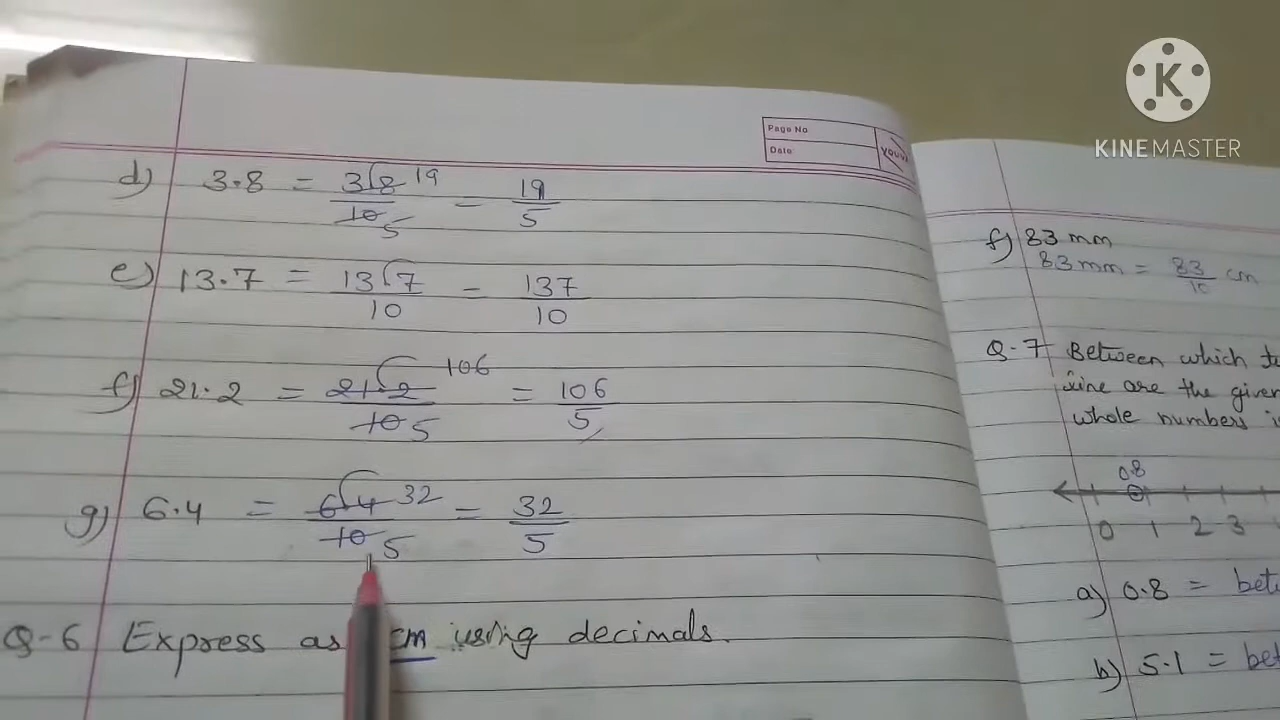 KINEMASTER
Page No
Date
d) 3.8 = 38/10 19/5 = 19/5
e) 13.7 = 137/10 = 137/10
f) 21.2 = 21.2/10 106/5 = 106/5
g) 6.4 = 64/10 32/5 = 32/5
Q-6 Express as cm using decimals.
f) 83 mm
83 mm = 83/10 cm
Q.7 Between which
line are the given
whole numbers
0.8
0 1 2 3
a) 0.8 =
b) 5.1 =